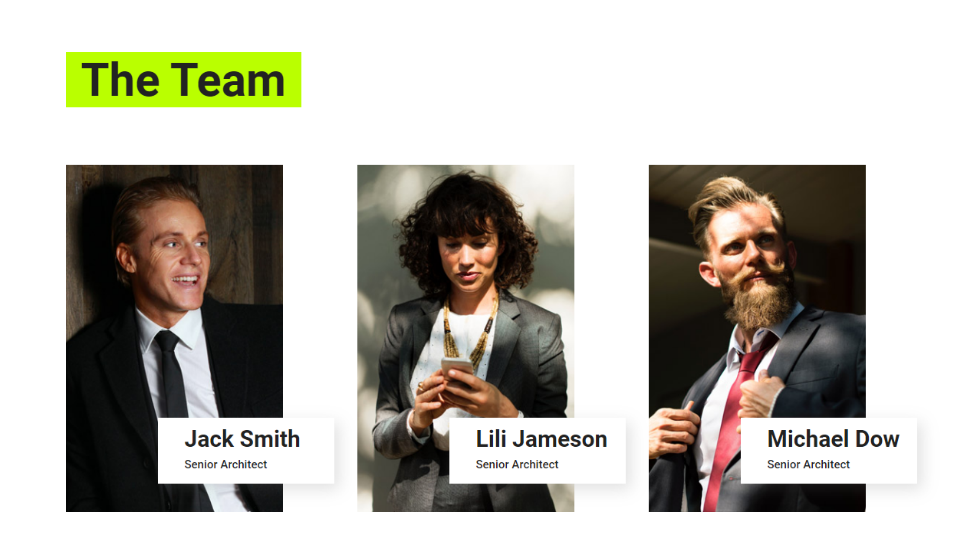 The Team
Jack Smith
Senior Architect
Lili Jameson
Senior Architect
Michael Dow
Senior Architect